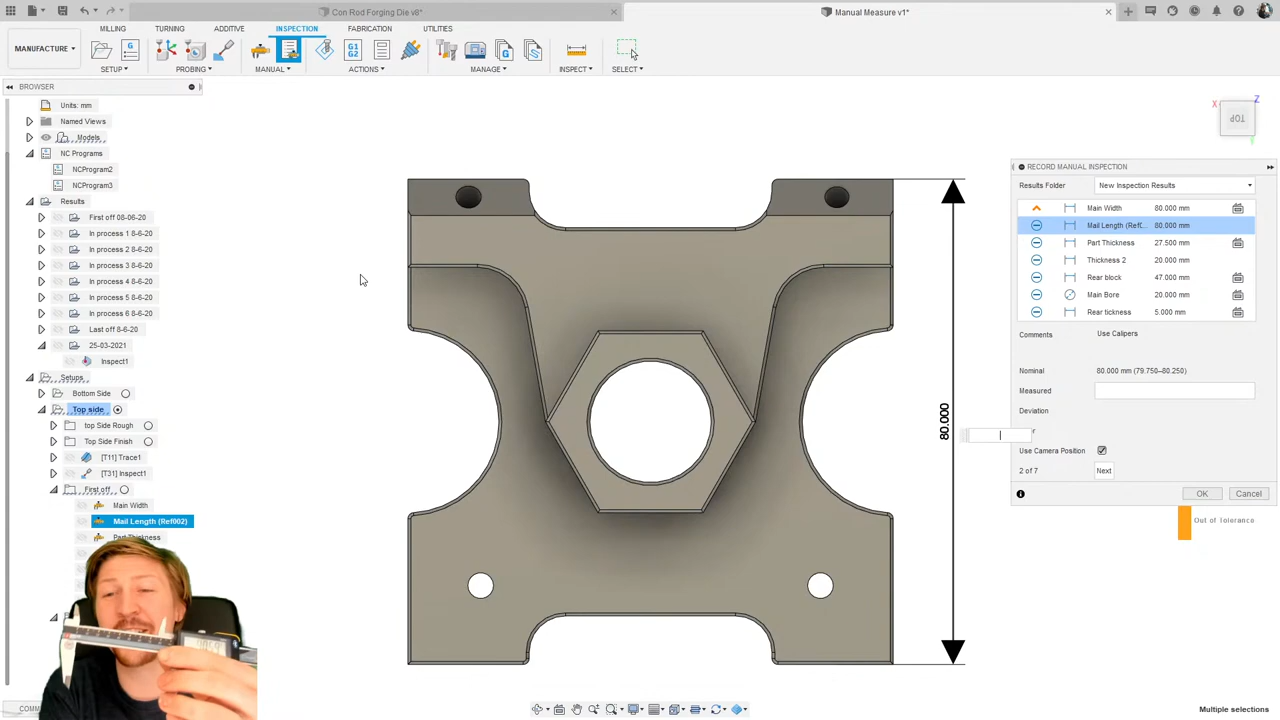 Con Rod Forging Die v8*
Manual Measure v1*
MILLING TURNING ADDITIVE INSPECTION FABRICATION UTILITIES
MANUFACTURE
G1 G2
SETUP PROBING MANUAL ACTIONS MANAGE INSPECT SELECT
BROWSER
Units: mm
Named Views
Models
NC Programs
NCProgram2
NCProgram3
Results
First off 08-06-20
In process 1 8-6-20
In process 2 8-6-20
In process 3 8-6-20
In process 4 8-6-20
In process 5 8-6-20
In process 6 8-6-20
Last off 8-6-20
25-03-2021
Inspect1
Setups
Bottom Side
Top side
top Side Rough
Top Side Finish
[T11] Trace1
[T31] Inspect1
First off
Main Width
Mail Length (Ref002)
Part Thickness
COMM
80.000
X Z Y
TOP
RECORD MANUAL INSPECTION
Results Folder New Inspection Results
Main Width 80.000 mm
Mail Length (Ref0... 80.000 mm
Part Thickness 27.500 mm
Thickness 2 20.000 mm
Rear block 47.000 mm
Main Bore 20.000 mm
Rear tickness 5.000 mm
Comments Use Calipers
Nominal 80.000 mm (79.750–80.250)
Measured
Deviation
Use Camera Position
2 of 7 Next
OK Cancel
Out of Tolerance
Multiple selections